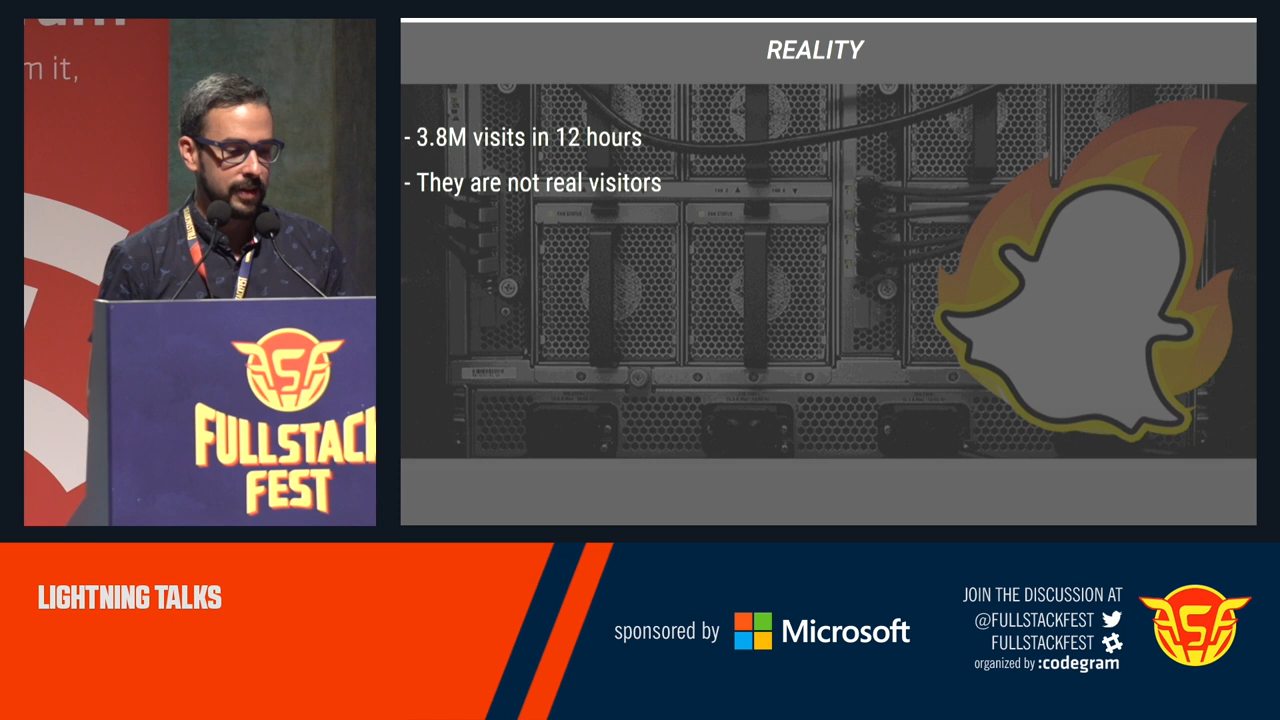 m it,
REALITY
- 3.8M visits in 12 hours
- They are not real visitors
FULLSTACK
FEST
LIGHTNING TALKS
sponsored by
Microsoft
JOIN THE DISCUSSION AT
@FULLSTACKFEST
FULLSTACKFEST
organized by :codegram